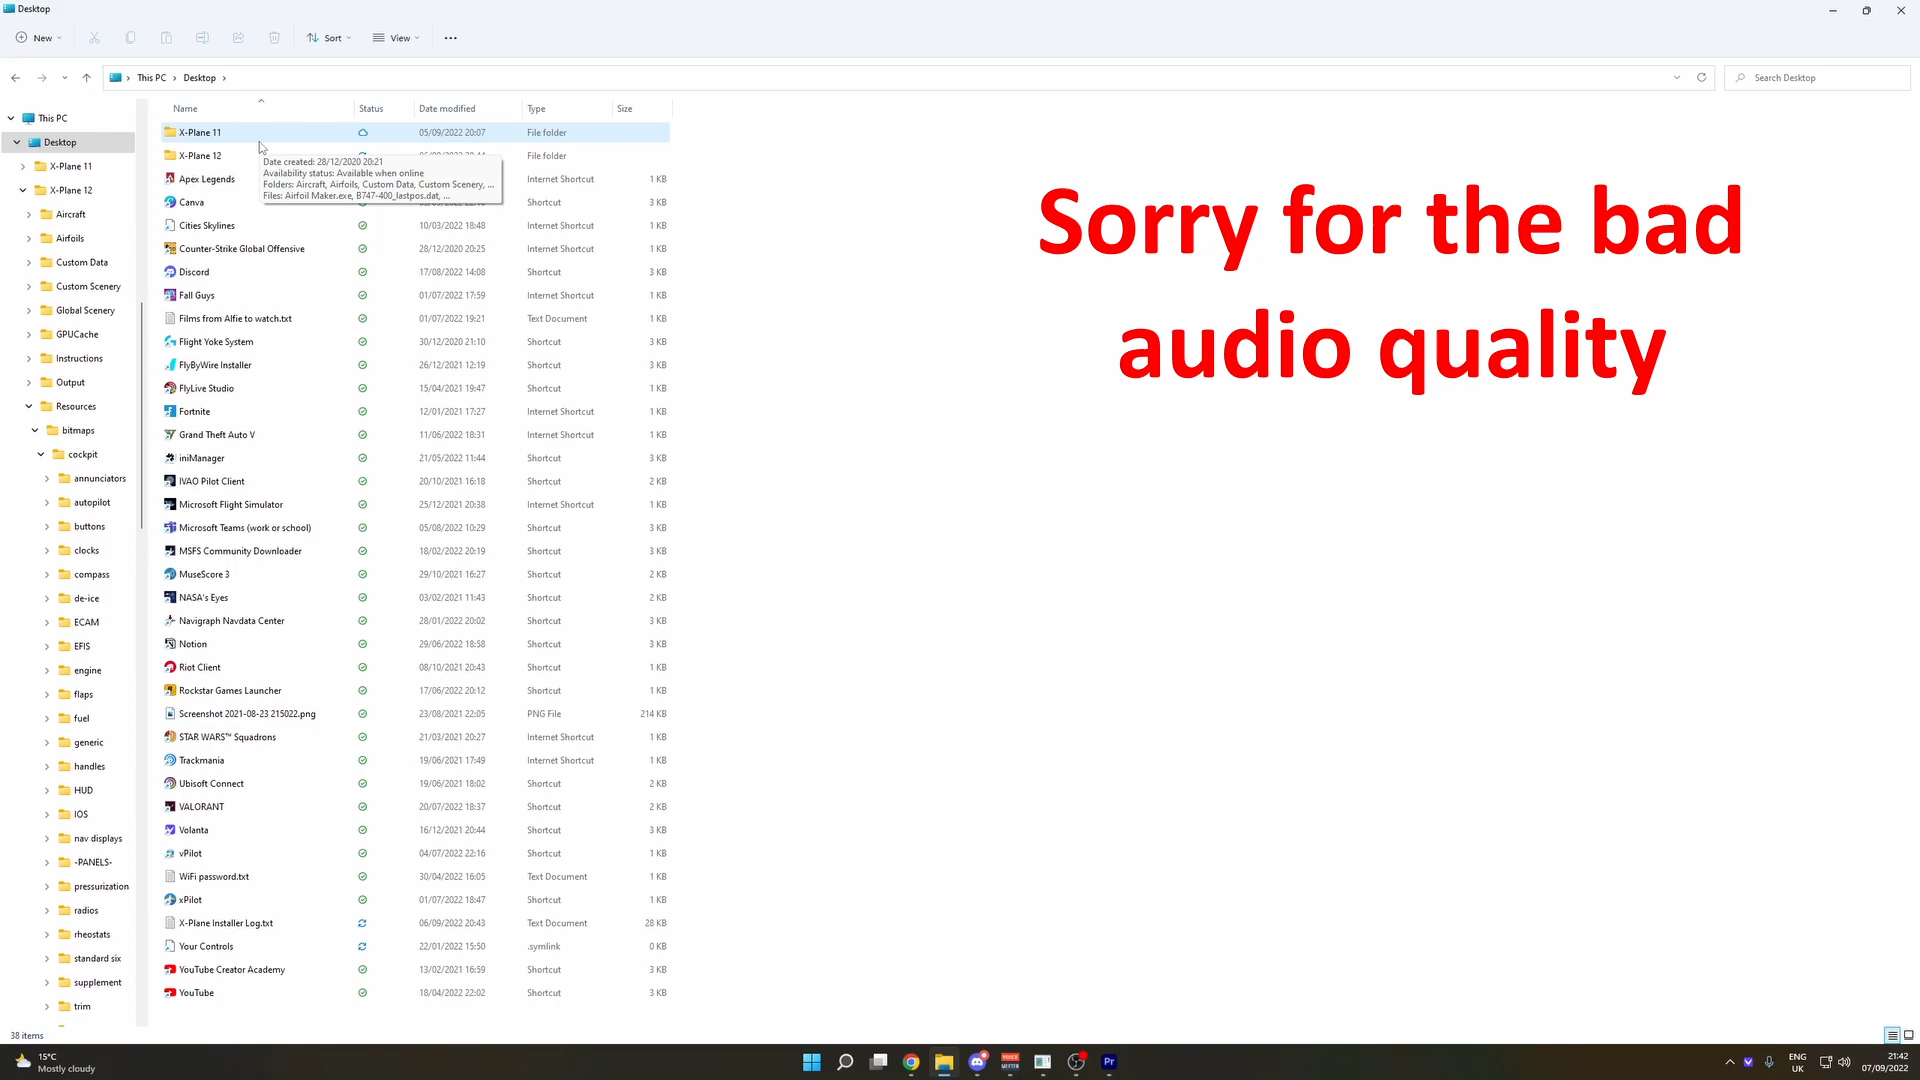 Desktop
New
Sort
View
This PC
Desktop
Search Desktop
Name Status Date modified Type Size
This PC
Desktop
X-Plane 11
X-Plane 12
Aircraft
Airfoils
Custom Data
Custom Scenery
Global Scenery
GPUCache
Instructions
Output
Resources
bitmaps
cockpit
annunciators
autopilot
buttons
clocks
compass
de-ice
ECAM
EFIS
engine
flaps
fuel
generic
handles
HUD
IOS
nav displays
-PANELS-
pressurization
radios
rheostats
standard six
supplement
trim
X-Plane 11 05/09/2022 20:07 File folder
X-Plane 12 File folder
Date created: 28/12/2020 20:21
Availability status: Available when online
Folders: Aircraft, Airfoils, Custom Data, Custom Scenery, ...
Files: Airfoil Maker.exe, B747-400_lastpos.dat, ...
Apex Legends Internet Shortcut 1 KB
Canva Shortcut 3 KB
Cities Skylines 10/03/2022 18:48 Internet Shortcut 1 KB
Counter-Strike Global Offensive 28/12/2020 20:25 Internet Shortcut 1 KB
Discord 17/08/2022 14:08 Shortcut 3 KB
Fall Guys 01/07/2022 17:59 Internet Shortcut 1 KB
Films from Alfie to watch.txt 01/07/2022 19:21 Text Document 1 KB
Flight Yoke System 30/12/2020 21:10 Shortcut 3 KB
FlyByWire Installer 26/12/2021 12:19 Shortcut 3 KB
FlyLive Studio 15/04/2021 19:47 Shortcut 3 KB
Fortnite 12/01/2021 17:27 Internet Shortcut 1 KB
Grand Theft Auto V 11/06/2022 18:31 Internet Shortcut 1 KB
iniManager 21/05/2022 11:44 Shortcut 3 KB
IVAO Pilot Client 20/10/2021 16:18 Shortcut 2 KB
Microsoft Flight Simulator 25/12/2021 20:38 Internet Shortcut 1 KB
Microsoft Teams (work or school) 05/08/2022 10:29 Shortcut 3 KB
MSFS Community Downloader 18/02/2022 20:19 Shortcut 3 KB
MuseScore 3 29/10/2021 16:27 Shortcut 2 KB
NASA's Eyes 03/02/2021 11:43 Shortcut 2 KB
Navigraph Navdata Center 28/01/2022 20:02 Shortcut 3 KB
Notion 29/06/2022 18:58 Shortcut 3 KB
Riot Client 08/10/2021 20:43 Shortcut 1 KB
Rockstar Games Launcher 17/06/2022 20:12 Shortcut 1 KB
Screenshot 2021-08-23 215022.png 23/08/2021 22:05 PNG File 214 KB
STAR WARS™ Squadrons 21/03/2021 20:27 Internet Shortcut 1 KB
Trackmania 19/06/2021 17:49 Internet Shortcut 1 KB
Ubisoft Connect 19/06/2021 18:02 Shortcut 2 KB
VALORANT 20/07/2022 18:37 Shortcut 2 KB
Volanta 16/12/2021 20:44 Shortcut 3 KB
vPilot 04/07/2022 22:16 Shortcut 1 KB
WiFi password.txt 30/04/2022 16:05 Text Document 1 KB
xPilot 01/07/2022 18:47 Shortcut 1 KB
X-Plane Installer Log.txt 06/09/2022 20:43 Text Document 28 KB
Your Controls 22/01/2022 15:50 .symlink 0 KB
YouTube Creator Academy 13/02/2021 16:59 Shortcut 3 KB
YouTube 18/04/2022 22:02 Shortcut 3 KB
Sorry for the bad
audio quality
38 items
15°C
Mostly cloudy
Pr
ENG
UK
21:42
07/09/2022